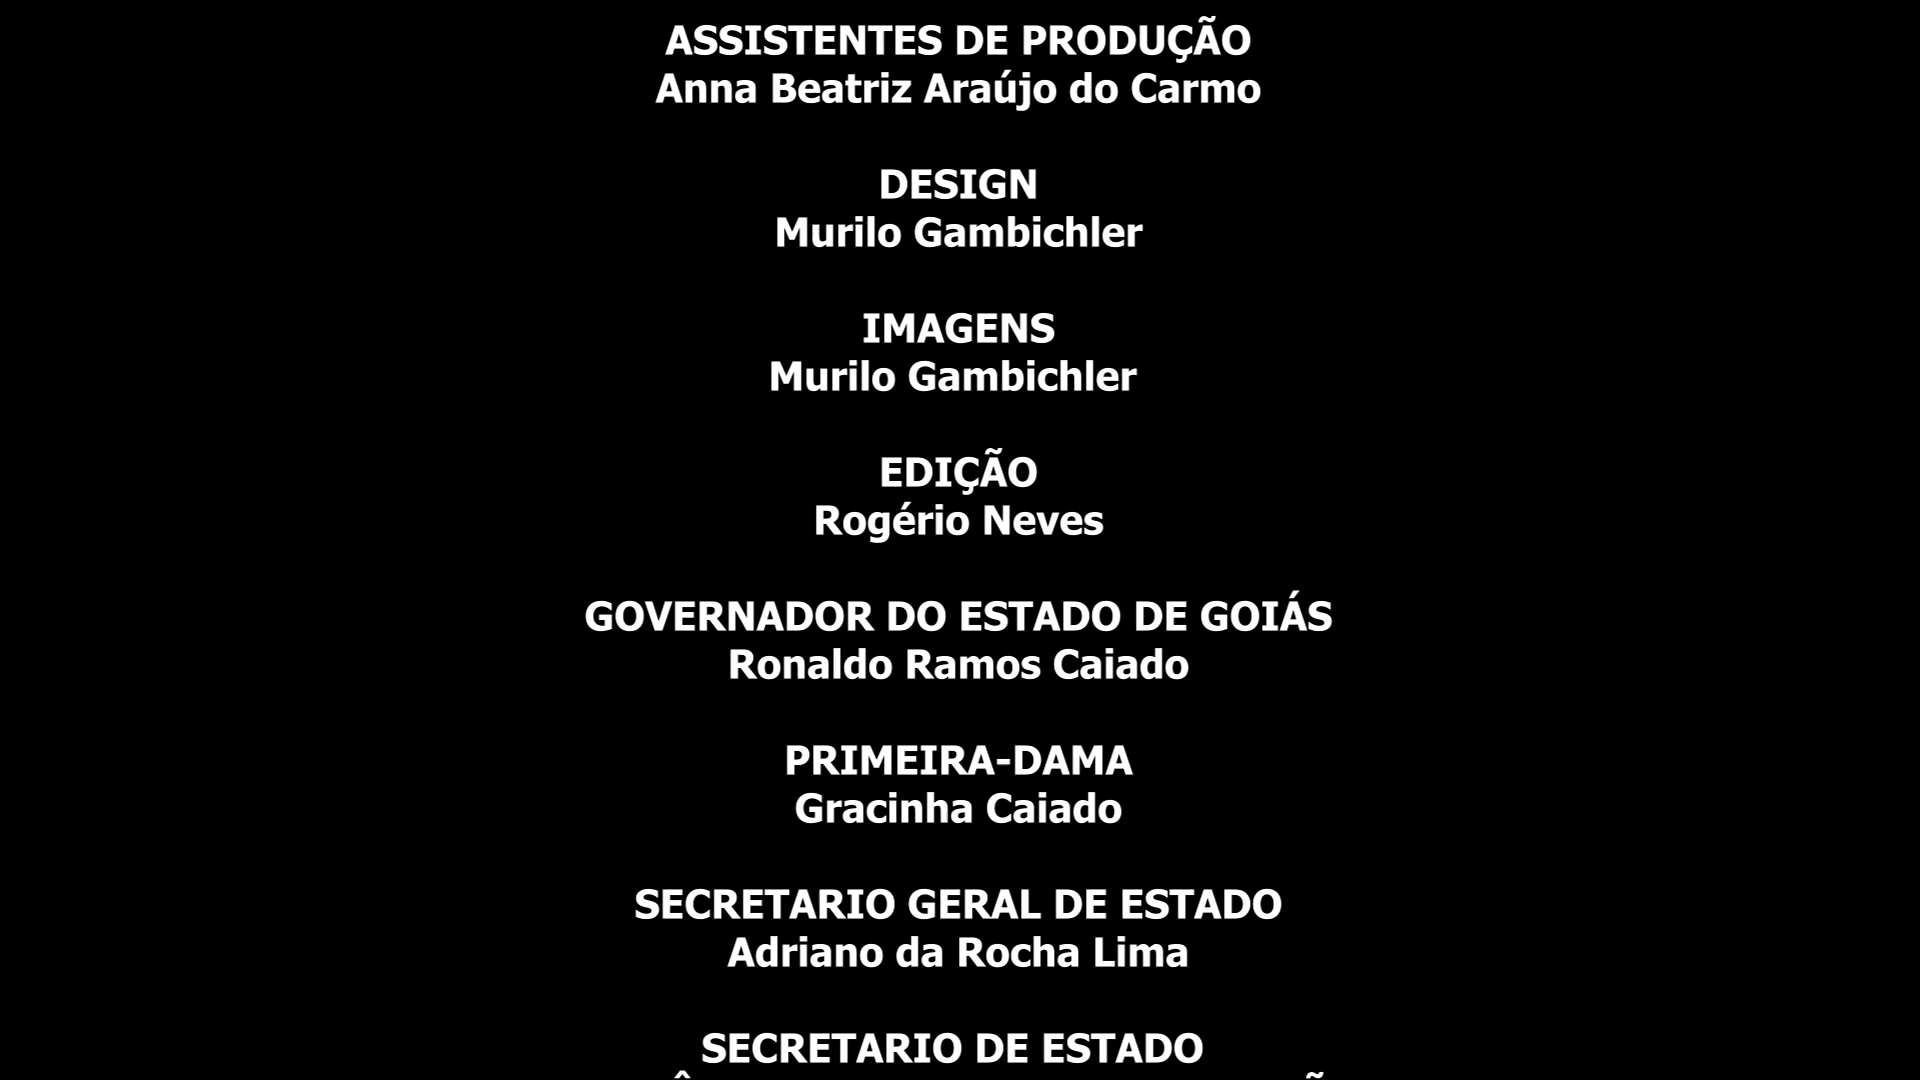 ASSISTENTES DE PRODUÇÃO
Anna Beatriz Araújo do Carmo
DESIGN
Murilo Gambichler
IMAGENS
Murilo Gambichler
EDIÇÃO
Rogério Neves
GOVERNADOR DO ESTADO DE GOIÁS
Ronaldo Ramos Caiado
PRIMEIRA-DAMA
Gracinha Caiado
SECRETARIO GERAL DE ESTADO
Adriano da Rocha Lima
SECRETARIO DE ESTADO